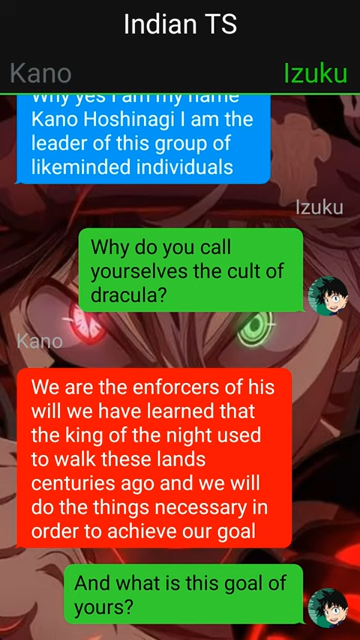 Indian TS
Kano
Izuku
Why yes I am my name
Kano Hoshinagi I am the
leader of this group of
likeminded individuals
Izuku
Why do you call
yourselves the cult of
dracula?
Kano
We are the enforcers of his
will we have learned that
the king of the night used
to walk these lands
centuries ago and we will
do the things necessary in
order to achieve our goal
And what is this goal of
yours?